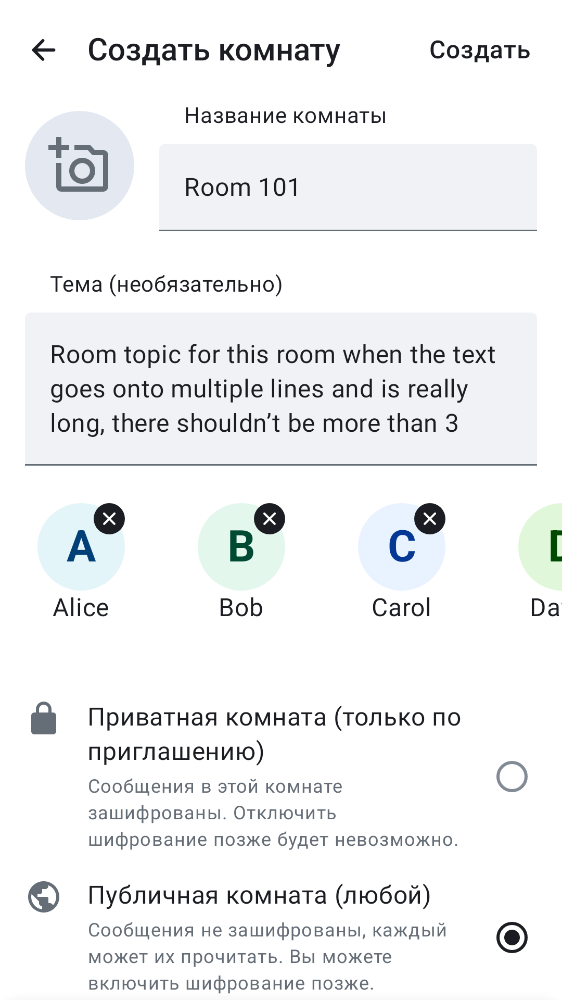 Создать комнату
Создать
Название комнаты
Room 101
Тема (необязательно)
Room topic for this room when the text
goes onto multiple lines and is really
long, there shouldn’t be more than 3
A
B
C
Alice
Bob
Carol
Приватная комната (только по
приглашению)
Сообщения в этой комнате
зашифрованы. Отключить
шифрование позже будет невозможно.
Публичная комната (любой)
Сообщения не зашифрованы, каждый
может их прочитать. Вы можете
включить шифрование позже.